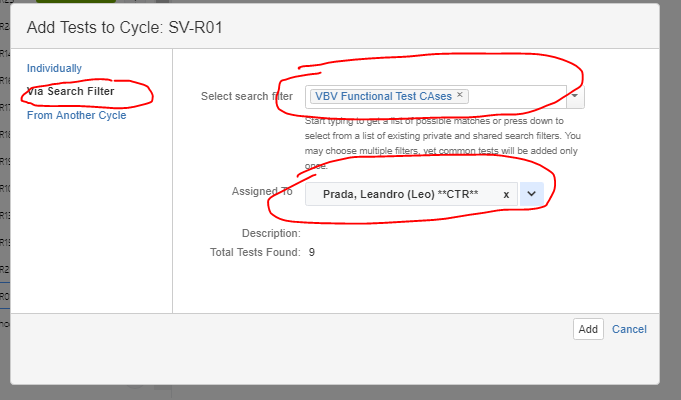 Add Tests to Cycle: SV-R01
Individually
Via Search Filter
From Another Cycle
Select search filter
VBV Functional Test CAses ×
Start typing to get a list of possible matches or press down to
select from a list of existing private and shared search filters. You
may choose multiple filters, yet common tests will be added only
once.
Assigned To
Prada, Leandro (Leo) **CTR** x
Description:
Total Tests Found: 9
Add Cancel